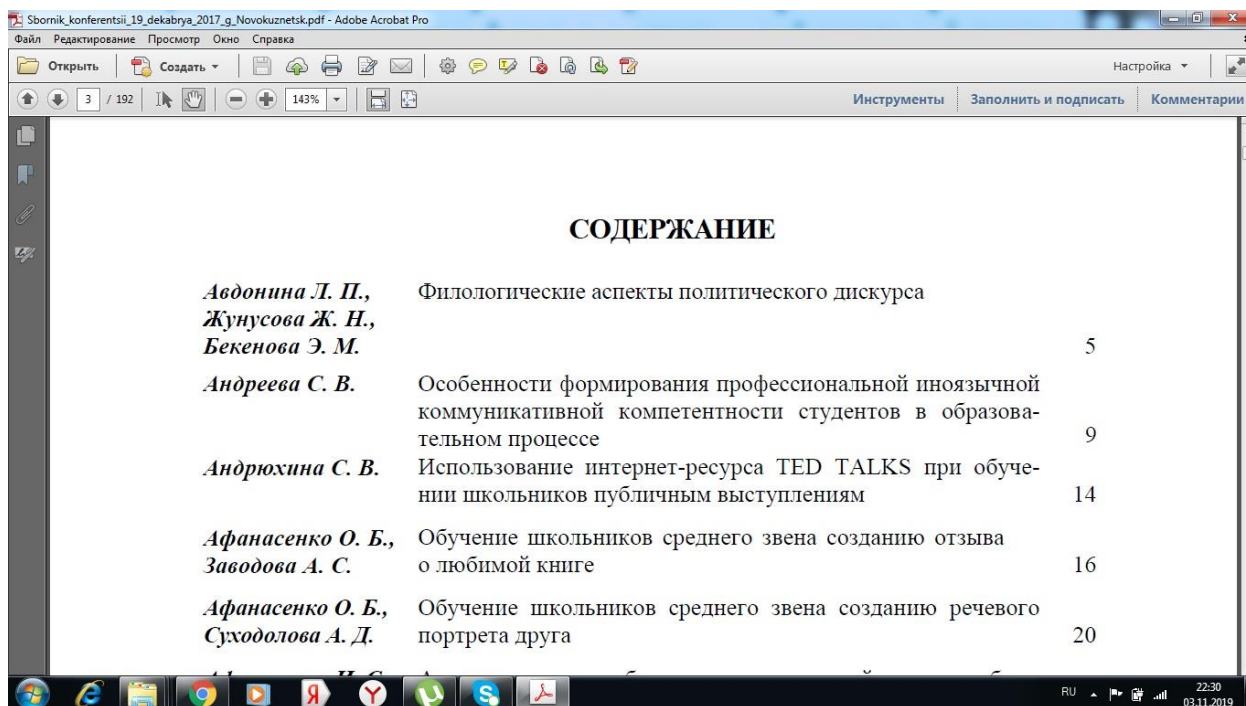 Sbornik_konferentsii_19_dekabrya_2017_g_Novokuznetsk.pdf - Adobe Acrobat Pro
Файл Редактирование Просмотр Окно Справка
Открыть Создать Настройка
3 / 192 143% Инструменты Заполнить и подписать Комментарии
СОДЕРЖАНИЕ
Авдонина Л. П., Филологические аспекты политического дискурса
Жунусова Ж. Н.,
Бекенова Э. М. 5
Андреева С. В. Особенности формирования профессиональной иноязычной
коммуникативной компетентности студентов в образова-
тельном процессе 9
Андрюхина С. В. Использование интернет-ресурса TED TALKS при обуче-
нии школьников публичным выступлениям 14
Афанасенко О. Б., Обучение школьников среднего звена созданию отзыва
Заводова А. С. о любимой книге 16
Афанасенко О. Б., Обучение школьников среднего звена созданию речевого
Суходолова А. Д. портрета друга 20
RU 22:30
03.11.2019